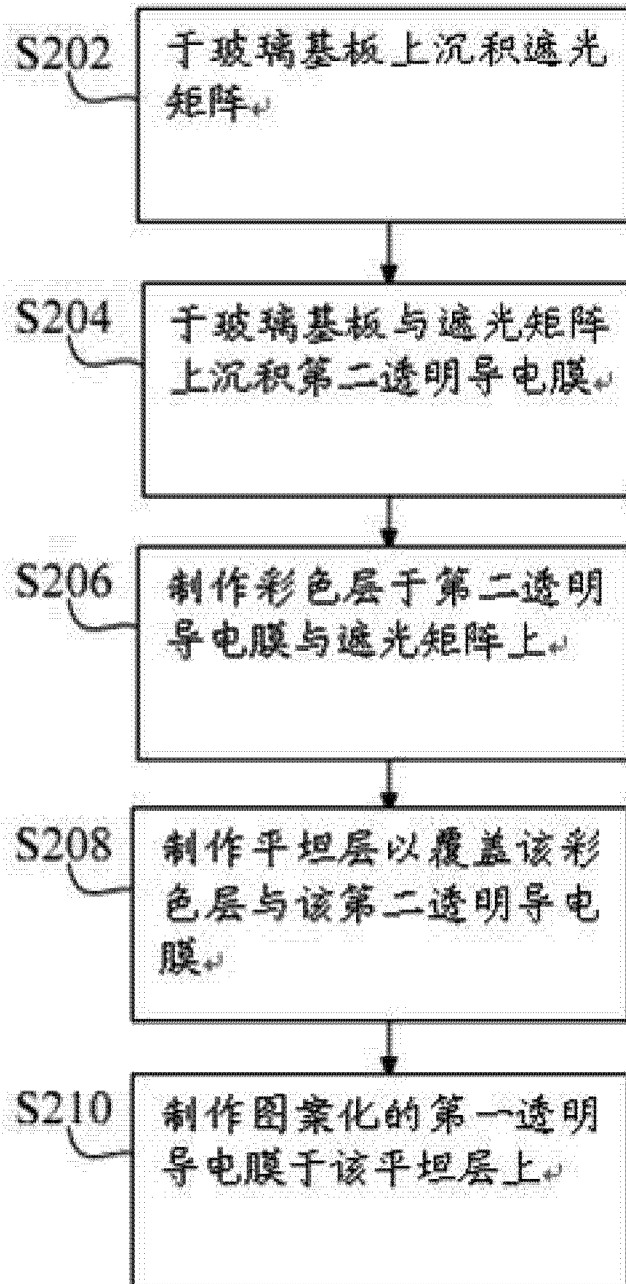 S202
于玻璃基板上沉积遮光
矩阵↵
S204
于玻璃基板与遮光矩阵
上沉积第二透明导电膜↵
S206
制作彩色层于第二透明
导电膜与遮光矩阵上↵
S208
制作平坦层以覆盖该彩
色层与该第二透明导电
膜↵
S210
制作图案化的第一透明
导电膜于该平坦层上↵